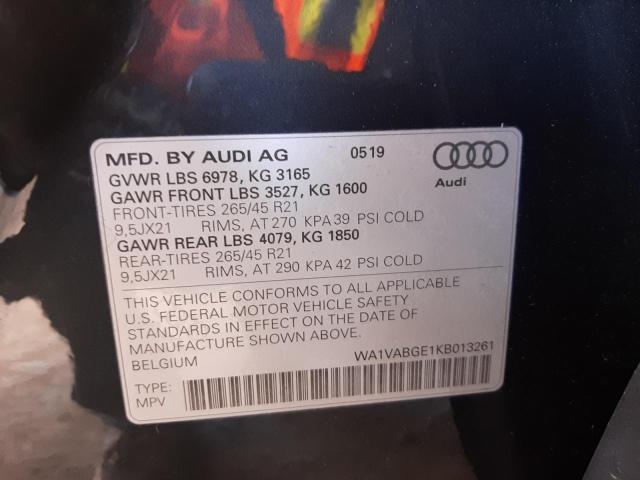 MFD. BY AUDI AG 0519
GVWR LBS 6978, KG 3165
GAWR FRONT LBS 3527, KG 1600
FRONT-TIRES 265/45 R21
9,5JX21 RIMS, AT 270 KPA 39 PSI COLD
GAWR REAR LBS 4079, KG 1850
REAR-TIRES 265/45 R21
9,5JX21 RIMS, AT 290 KPA 42 PSI COLD
Audi
THIS VEHICLE CONFORMS TO ALL APPLICABLE
U.S. FEDERAL MOTOR VEHICLE SAFETY
STANDARDS IN EFFECT ON THE DATE OF
MANUFACTURE SHOWN ABOVE.
BELGIUM WA1VABGE1KB013261
TYPE:
MPV